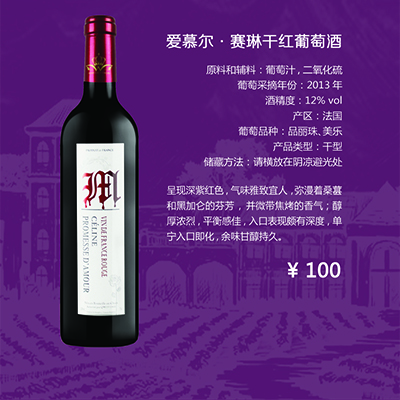 爱慕尔·赛琳干红葡萄酒
原料和辅料：葡萄汁，二氧化硫
葡萄采摘年份：2013 年
酒精度：12% vol
产区：法国
葡萄品种：品丽珠、美乐
产品类型：干型
储藏方法：请横放在阴凉避光处
呈现深紫红色，气味雅致宜人，弥漫着桑葚
和黑加仑的芬芳，并微带焦烤的香气；醇
厚浓烈，平衡感佳，入口表现颇有深度，单
宁入口即化，余味甘醇持久。
￥100
M
VIN DE FRANCE ROUGE
CÉLINE
PROMESSE D'AMOUR